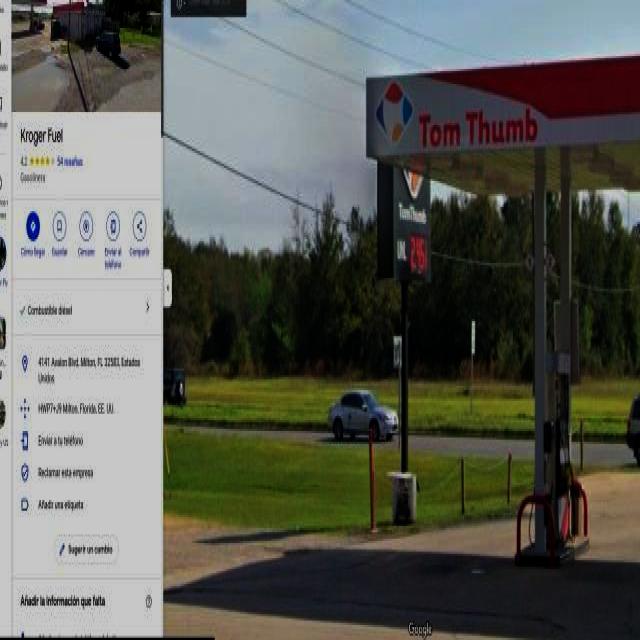 Kroger Fuel
4.2 54 reseñas
Gasolinera
Cómo llegar
Guardar
Cercano
Enviar al teléfono
Compartir
Combustible diésel
4141 Avalon Blvd, Milton, FL 32583, Estados
Unidos
HWP7+J9 Milton, Florida, EE. UU.
Enviar a tu teléfono
Reclamar esta empresa
Añadir una etiqueta
Sugerir un cambio
Añadir la información que falta
Tom Thumb
Tom Thumb
Google